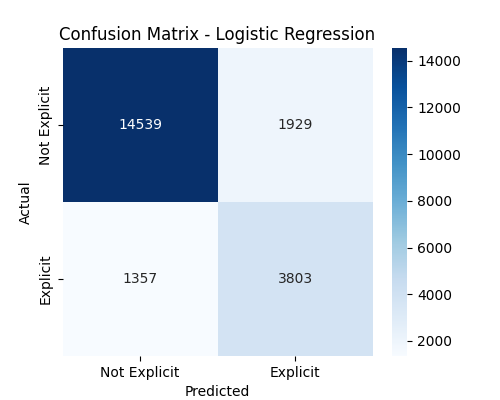 Confusion Matrix - Logistic Regression
Actual
Not Explicit
Explicit
14539 1929
1357 3803
Not Explicit Explicit
Predicted
14000
12000
10000
8000
6000
4000
2000